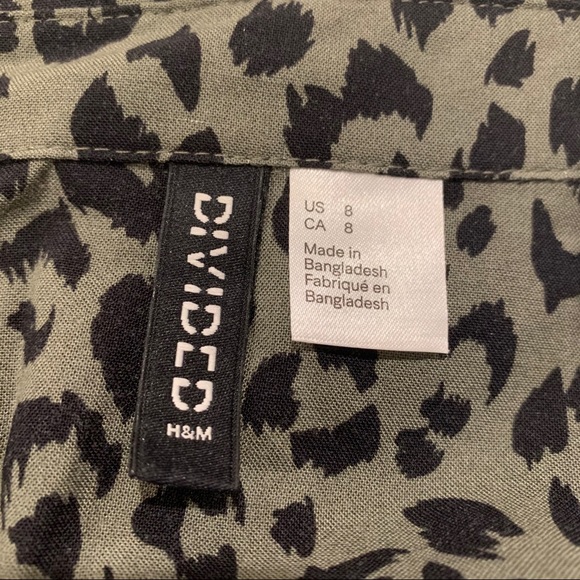 DIVIDED
H&M
US 8
CA 8
Made in
Bangladesh
Fabriqué en
Bangladesh